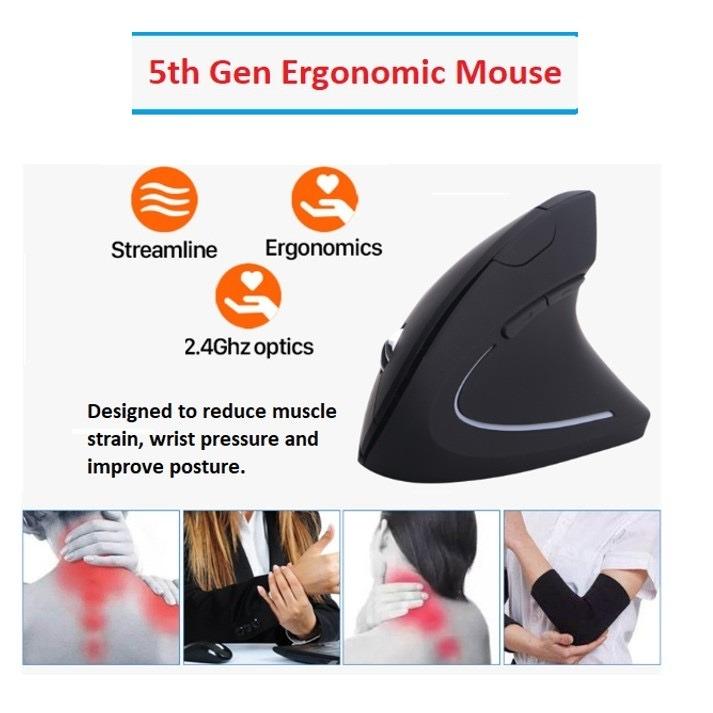 5th Gen Ergonomic Mouse
Streamline
Ergonomics
2.4Ghz optics
Designed to reduce muscle
strain, wrist pressure and
improve posture.